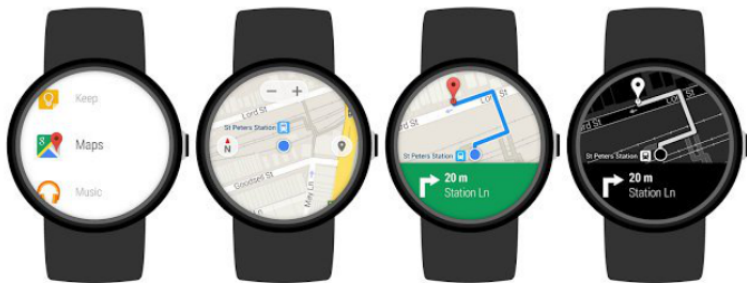 Keep
Maps
Music
− +
Lord St
St Peters Station
N
Goodsell St
May Ln
Lord St
St Peters Station
20 m
Station Ln
Lord St
St Peters Station
20 m
Station Ln